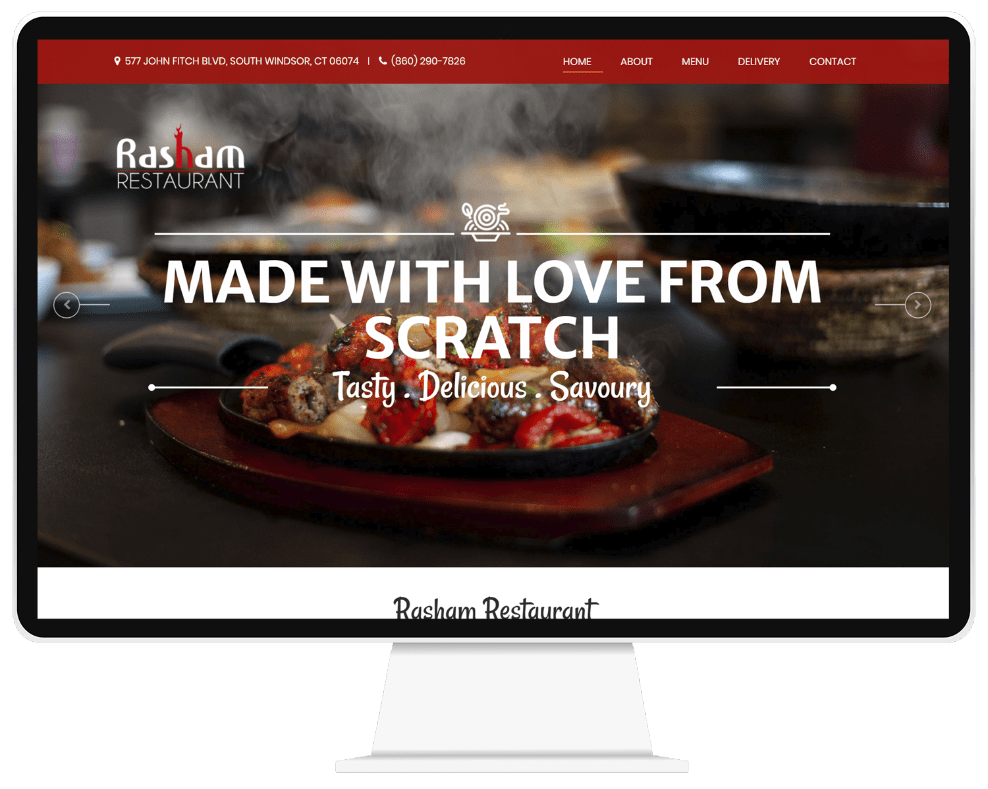 577 JOHN FITCH BLVD, SOUTH WINDSOR, CT 06074 | (860) 290-7826
HOME ABOUT MENU DELIVERY CONTACT
Rasham
RESTAURANT
MADE WITH LOVE FROM
SCRATCH
Tasty . Delicious . Savoury
Rasham Restaurant